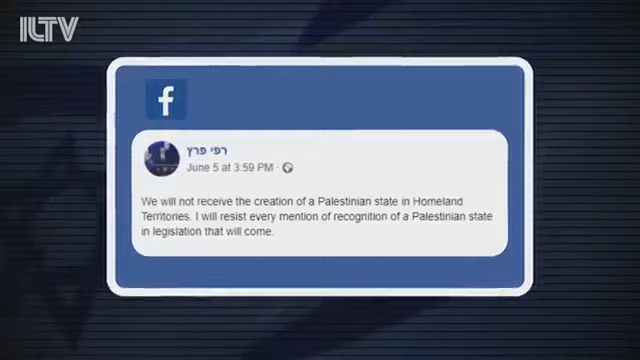 ILTV
f
רפי פרץ
June 5 at 3:59 PM ·
We will not receive the creation of a Palestinian state in Homeland
Territories. I will resist every mention of recognition of a Palestinian state
in legislation that will come.